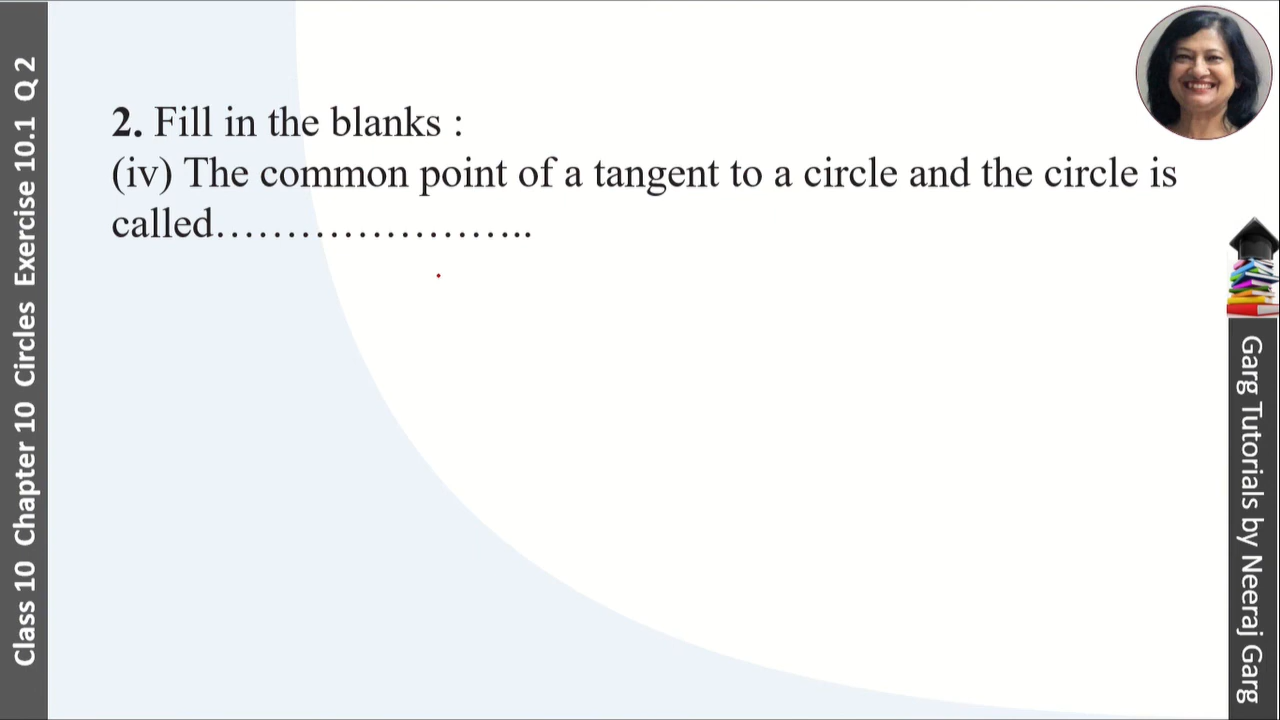 Class 10 Chapter 10 Circles Exercise 10.1 Q 2
2. Fill in the blanks :
(iv) The common point of a tangent to a circle and the circle is
called……………………..
Garg Tutorials by Neeraj Garg